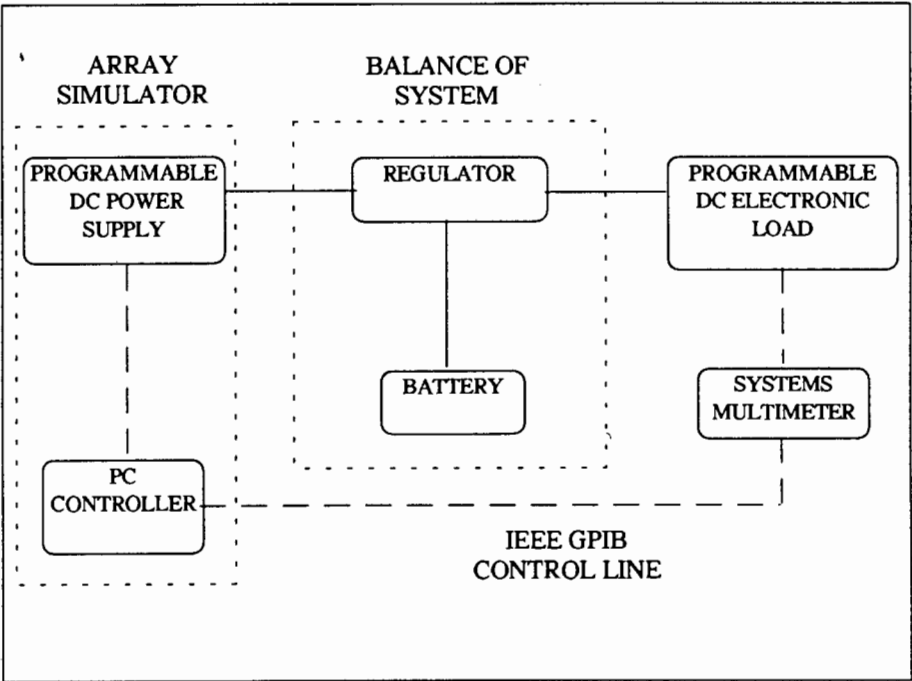 ARRAY
SIMULATOR
BALANCE OF
SYSTEM
PROGRAMMABLE
DC POWER
SUPPLY
REGULATOR
PROGRAMMABLE
DC ELECTRONIC
LOAD
BATTERY
SYSTEMS
MULTIMETER
PC
CONTROLLER
IEEE GPIB
CONTROL LINE